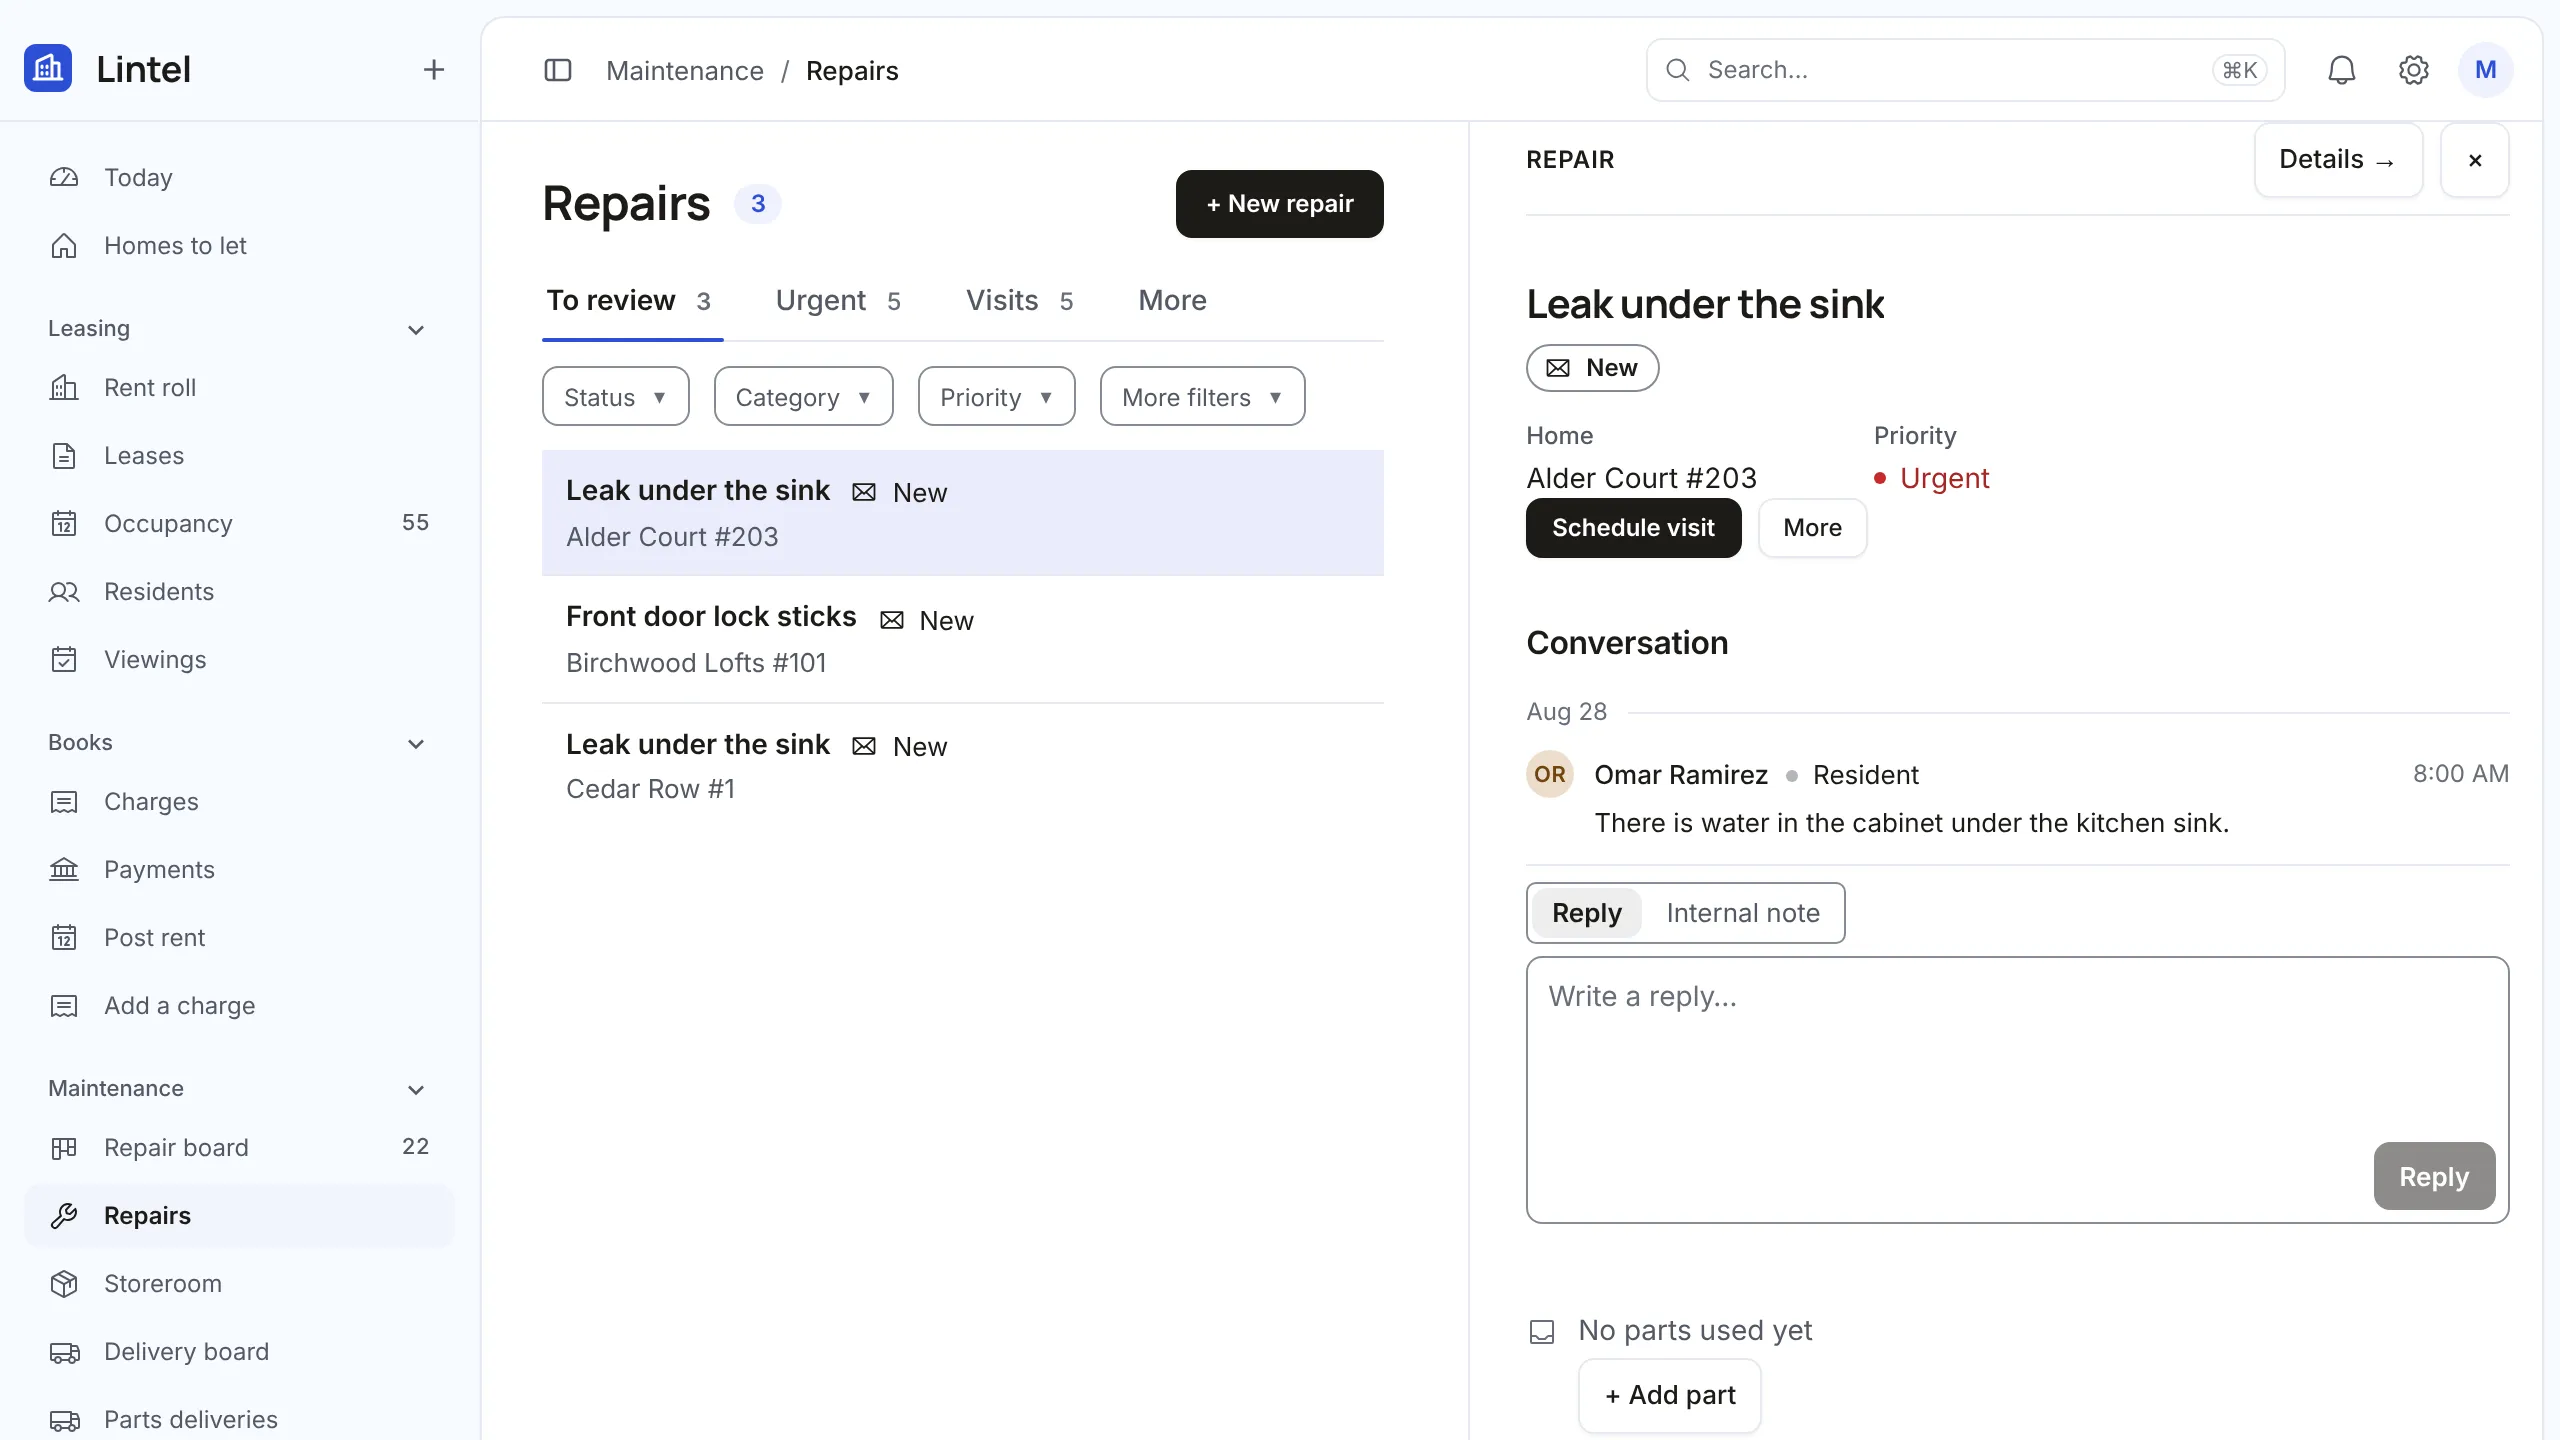 Lintel
Today
Homes to let
Leasing
Rent roll
Leases
Occupancy 55
Residents
Viewings
Books
Charges
Payments
Post rent
Add a charge
Maintenance
Repair board 22
Repairs
Storeroom
Delivery board
Parts deliveries
Maintenance / Repairs
Search... ⌘K
M
Repairs 3
+ New repair
To review 3 Urgent 5 Visits 5 More
Status ▼ Category ▼ Priority ▼ More filters ▼
Leak under the sink New
Alder Court #203
Front door lock sticks New
Birchwood Lofts #101
Leak under the sink New
Cedar Row #1
REPAIR
Details → ×
Leak under the sink
New
Home Priority
Alder Court #203 Urgent
Schedule visit More
Conversation
Aug 28
OR Omar Ramirez Resident 8:00 AM
There is water in the cabinet under the kitchen sink.
Reply Internal note
Write a reply...
Reply
No parts used yet
+ Add part